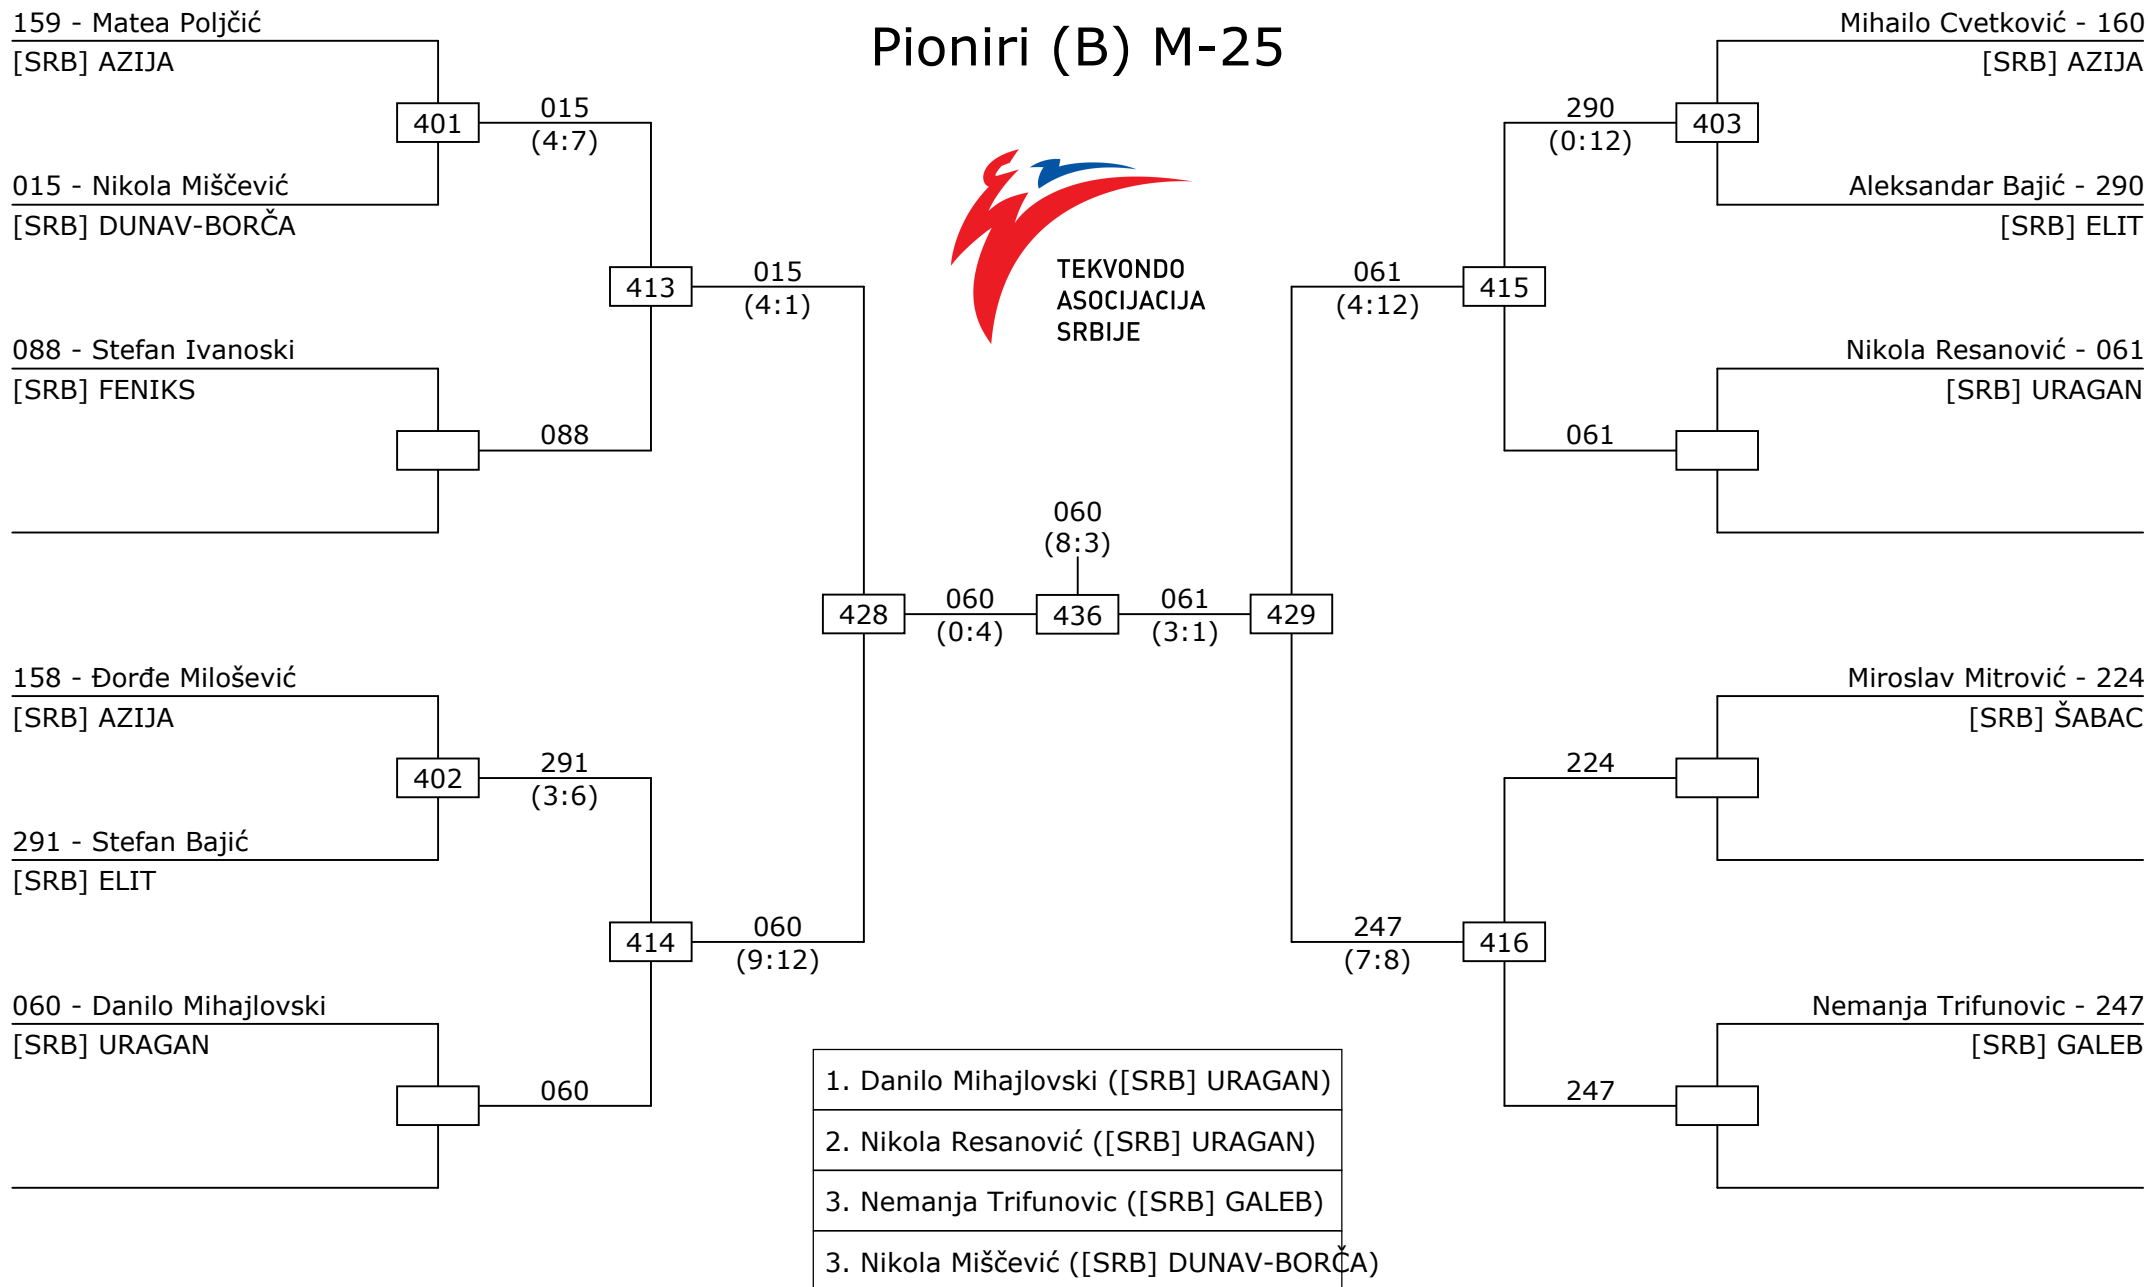 Pioniri (B) M-25
159 - Matea Poljčić
[SRB] AZIJA
401
015
(4:7)
015 - Nikola Miščević
[SRB] DUNAV-BORČA
413
015
(4:1)
088 - Stefan Ivanoski
[SRB] FENIKS
088
158 - Đorđe Milošević
[SRB] AZIJA
402
291
(3:6)
291 - Stefan Bajić
[SRB] ELIT
414
060
(9:12)
060 - Danilo Mihajlovski
[SRB] URAGAN
060
428
060
(0:4)
060
(8:3)
436
061
(3:1)
429
TEKVONDO
ASOCIJACIJA
SRBIJE
Mihailo Cvetković - 160
[SRB] AZIJA
290
(0:12)
403
Aleksandar Bajić - 290
[SRB] ELIT
061
(4:12)
415
Nikola Resanović - 061
[SRB] URAGAN
061
Miroslav Mitrović - 224
[SRB] ŠABAC
224
247
(7:8)
416
Nemanja Trifunovic - 247
[SRB] GALEB
247
1. Danilo Mihajlovski ([SRB] URAGAN)
2. Nikola Resanović ([SRB] URAGAN)
3. Nemanja Trifunovic ([SRB] GALEB)
3. Nikola Miščević ([SRB] DUNAV-BORČA)